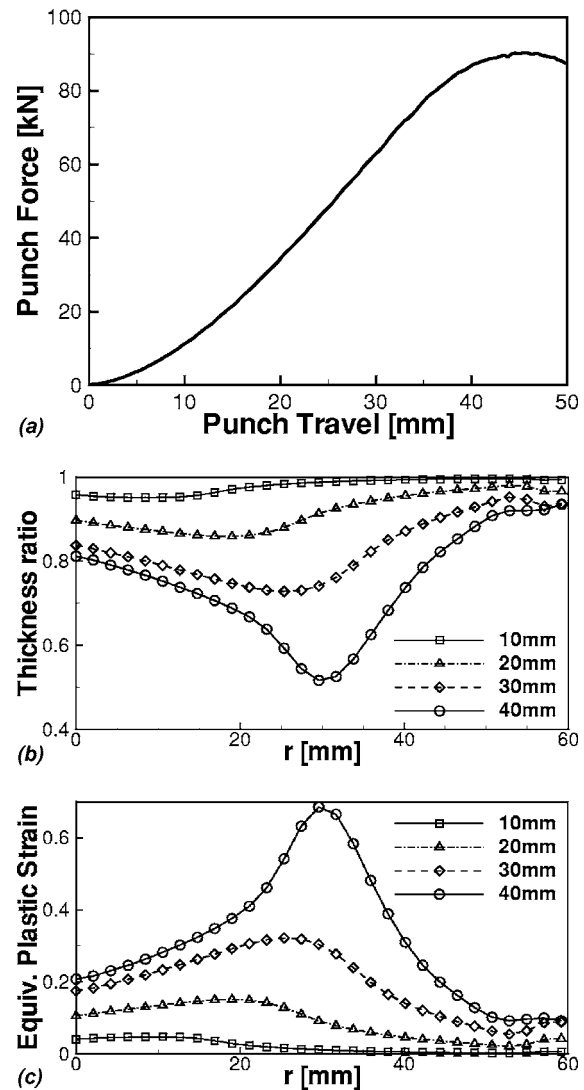 100
80
60
40
20
0
Punch Force [kN]
0 10 20 30 40 50
Punch Travel [mm]
(a)
1
0.8
0.6
0.4
Thickness ratio
10mm
20mm
30mm
40mm
0 20 40 60
r [mm]
(b)
0.6
0.4
0.2
0
Equiv. Plastic Strain
10mm
20mm
30mm
40mm
0 20 40 60
r [mm]
(c)